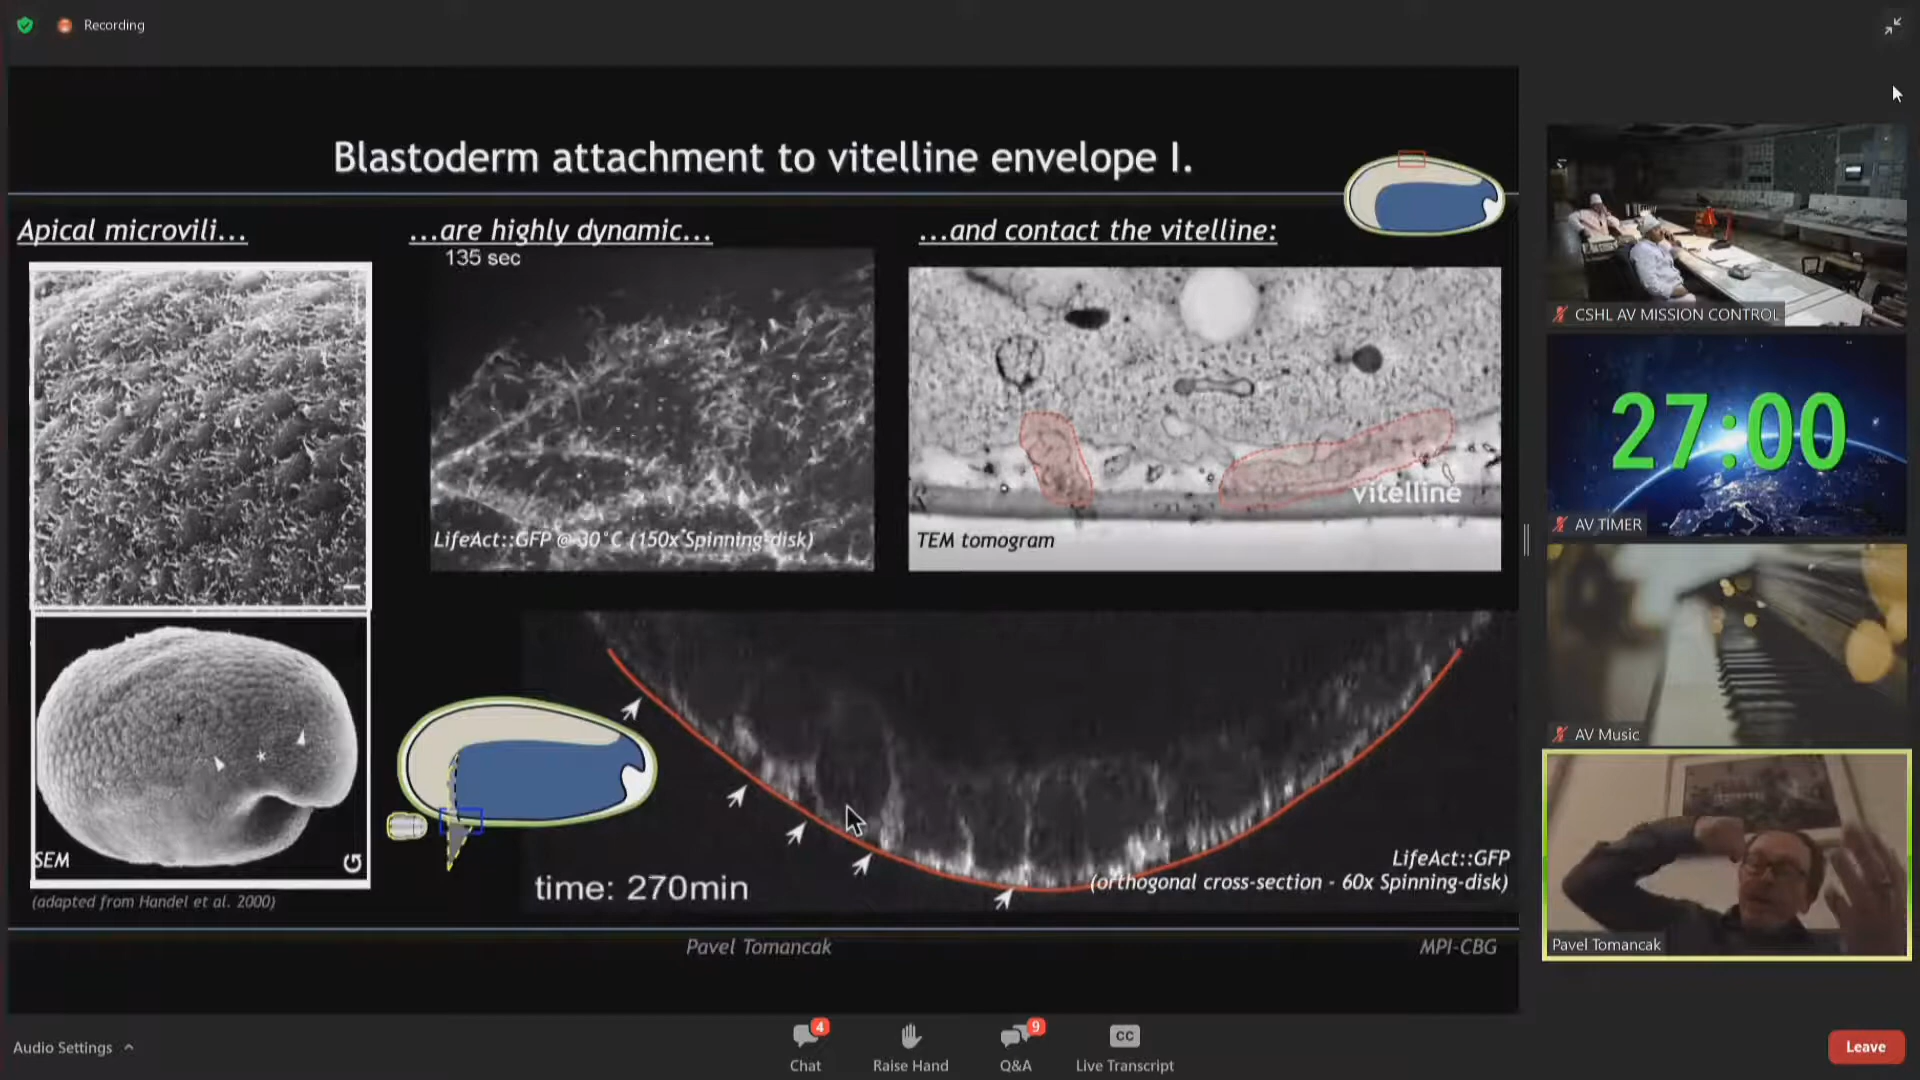 Recording
Blastoderm attachment to vitelline envelope I.
Apical microvili...
...are highly dynamic...
...and contact the vitelline:
135 sec
LifeAct::GFP @ 30°C (150x Spinning-disk)
vitelline
TEM tomogram
SEM
(adapted from Handel et al. 2000)
time: 270min
LifeAct::GFP
(orthogonal cross-section - 60x Spinning-disk)
Pavel Tomancak
MPI-CBG
CSHL AV MISSION CONTROL
27:00
AV TIMER
AV Music
Pavel Tomancak
Audio Settings
4
Chat
Raise Hand
9
Q&A
CC
Live Transcript
Leave